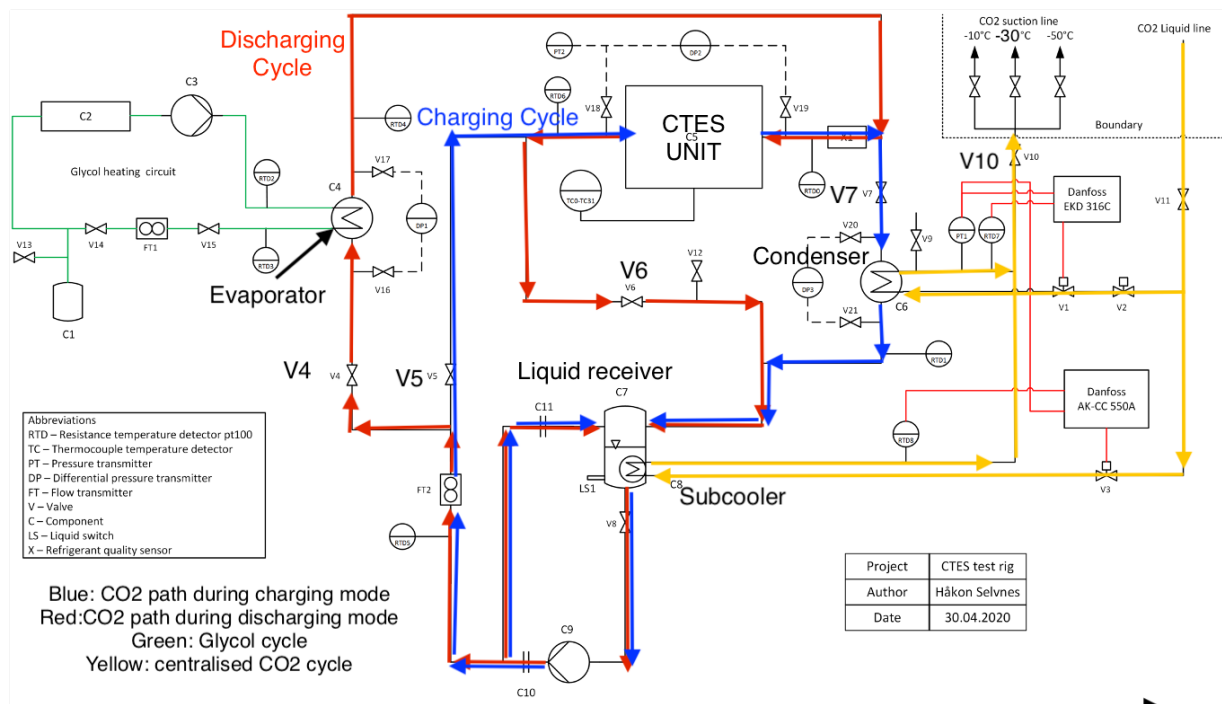 Discharging
Cycle
Charging Cycle
CO2 suction line
-10°C
-30°C
-50°C
CO2 Liquid line
Boundary
C3
C2
Glycol heating circuit
RTD2
C4
RTD4
V17
DP1
V16
RTD3
V13
V14
FT1
V15
C1
Evaporator
PT2
DP2
RTD6
V18
V19
CTES
C5
UNIT
X1
RTD0
TC0-TC31
V7
V7
V20
Condenser
DP3
V21
C6
V9
PT1
RTD7
V10
V10
Danfoss
EKD 316C
V11
V1
V2
V6
V6
V12
RTD1
V4
V4
V5
V5
Liquid receiver
C7
C11
LS1
C8
Subcooler
V8
RTD8
Danfoss
AK-CC 550A
V3
FT2
RTD5
C9
C10
Abbreviations
RTD – Resistance temperature detector pt100
TC – Thermocouple temperature detector
PT – Pressure transmitter
DP – Differential pressure transmitter
FT – Flow transmitter
V – Valve
C – Component
LS – Liquid switch
X – Refrigerant quality sensor
Blue: CO2 path during charging mode
Red:CO2 path during discharging mode
Green: Glycol cycle
Yellow: centralised CO2 cycle
Project CTES test rig
Author Håkon Selvnes
Date 30.04.2020